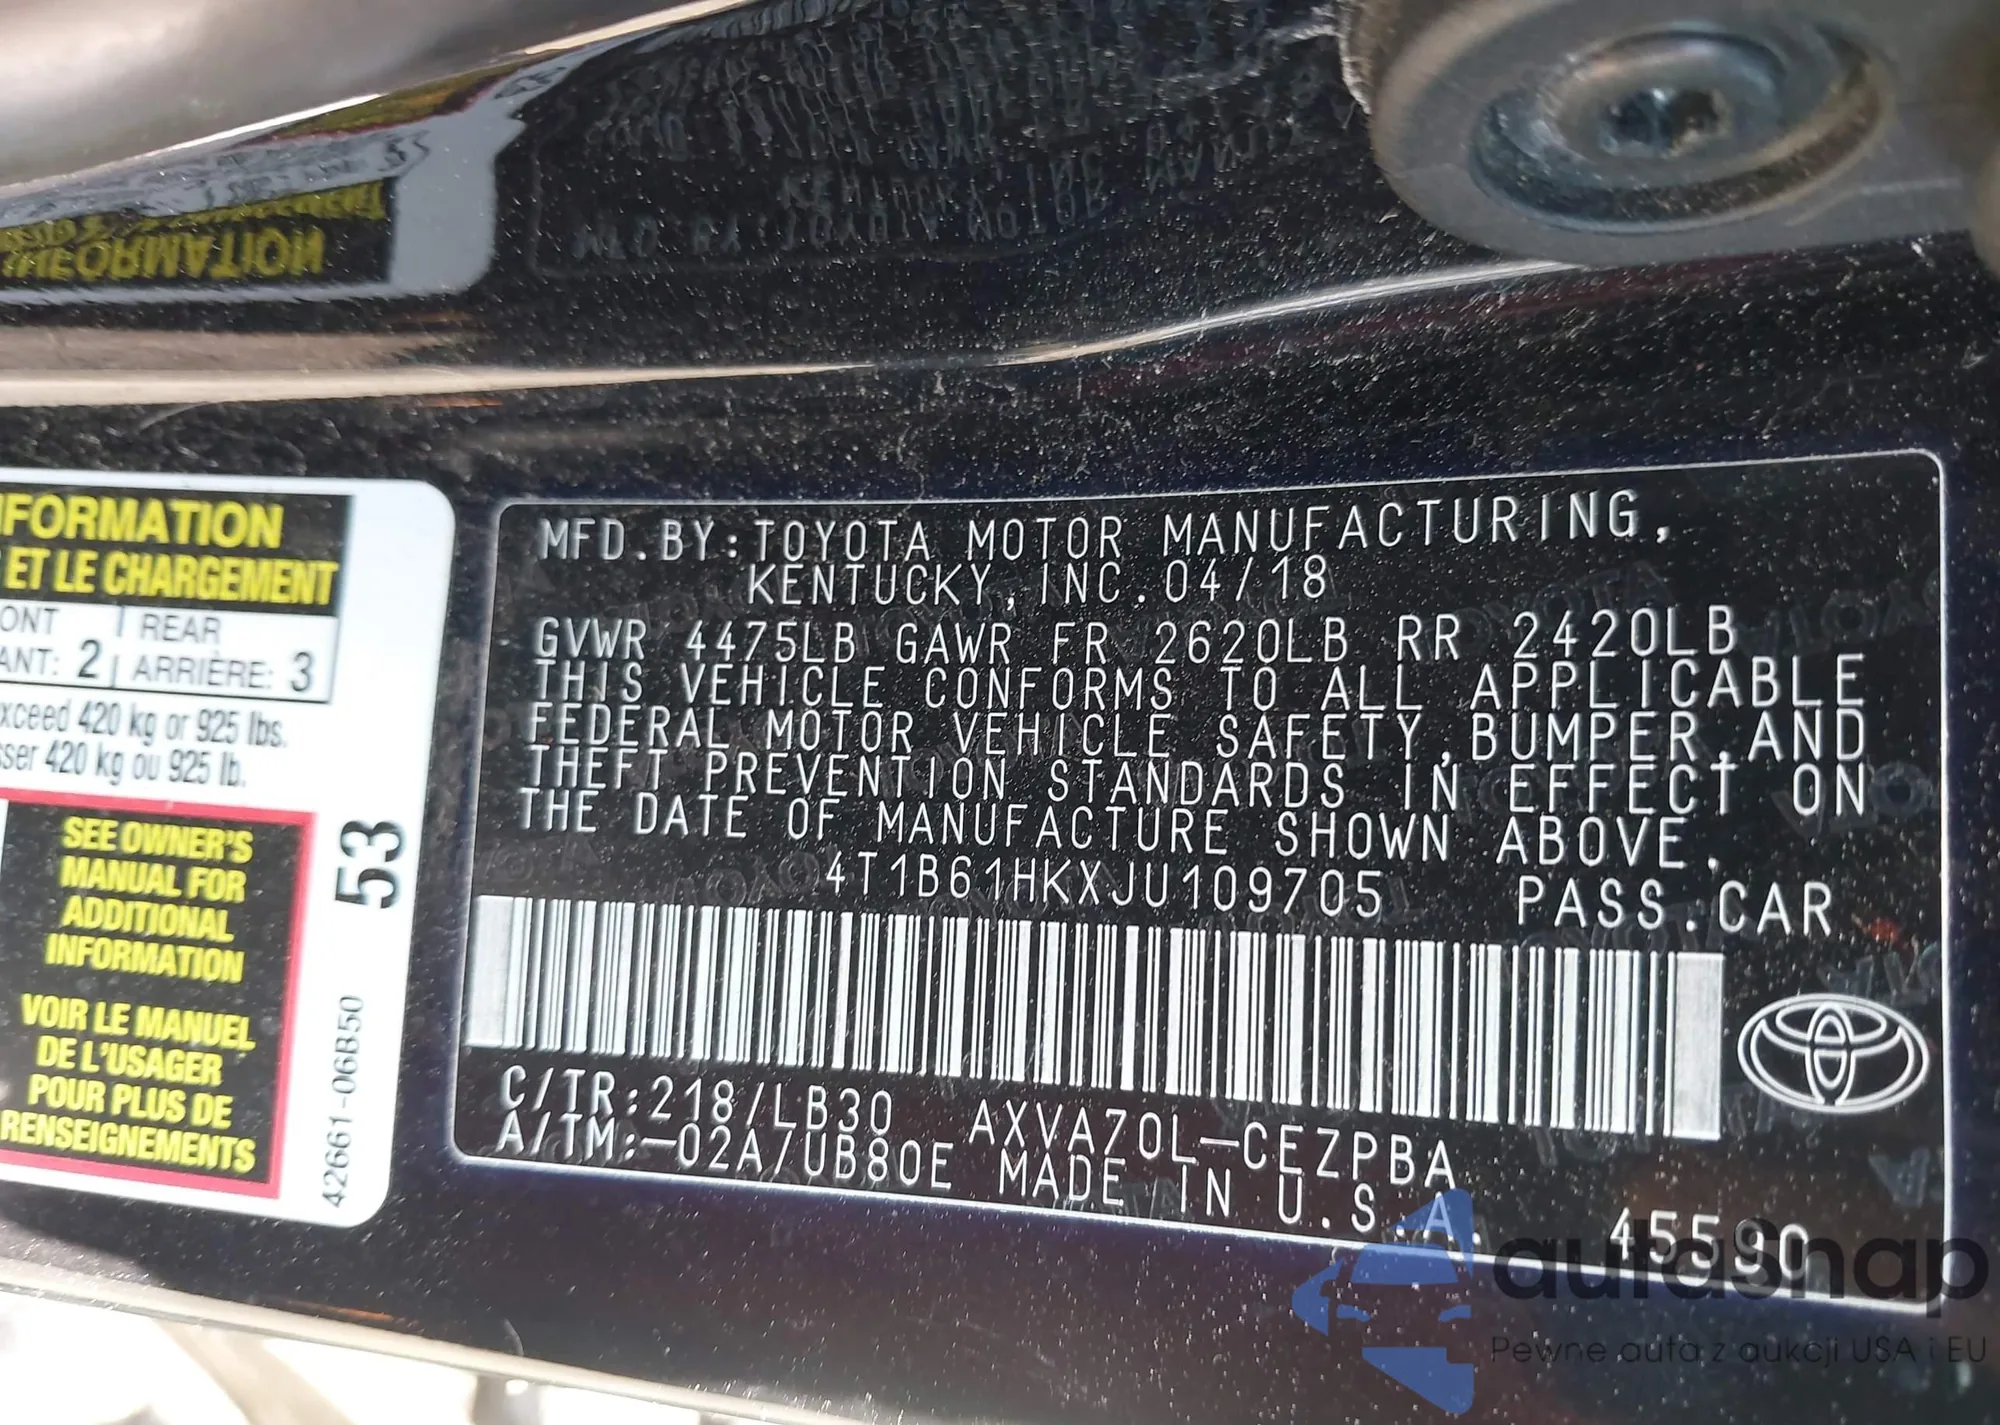 NFORMATION
ET LE CHARGEMENT
ONT
REAR
ANT: 2
ARRIÈRE: 3
xceed 420 kg or 925 lbs.
sser 420 kg ou 925 lb.
SEE OWNER'S
MANUAL FOR
ADDITIONAL
INFORMATION
VOIR LE MANUEL
DE L'USAGER
POUR PLUS DE
RENSEIGNEMENTS
53
42661-06B50
MFD.BY:TOYOTA MOTOR MANUFACTURING,
KENTUCKY,INC.04/18
GVWR 4475LB GAWR FR 2620LB RR 2420LB
THIS VEHICLE CONFORMS TO ALL APPLICABLE
FEDERAL MOTOR VEHICLE SAFETY,BUMPER,AND
THEFT PREVENTION STANDARDS IN EFFECT ON
THE DATE OF MANUFACTURE SHOWN ABOVE.
4T1B61HKXJU109705 PASS.CAR
C/TR:218/LB30 AXVA70L-CEZPBA
A/TM:-02A/UB80E MADE IN U.S.A.
45590
autosnap
Pewne auta z aukcji USA i EU